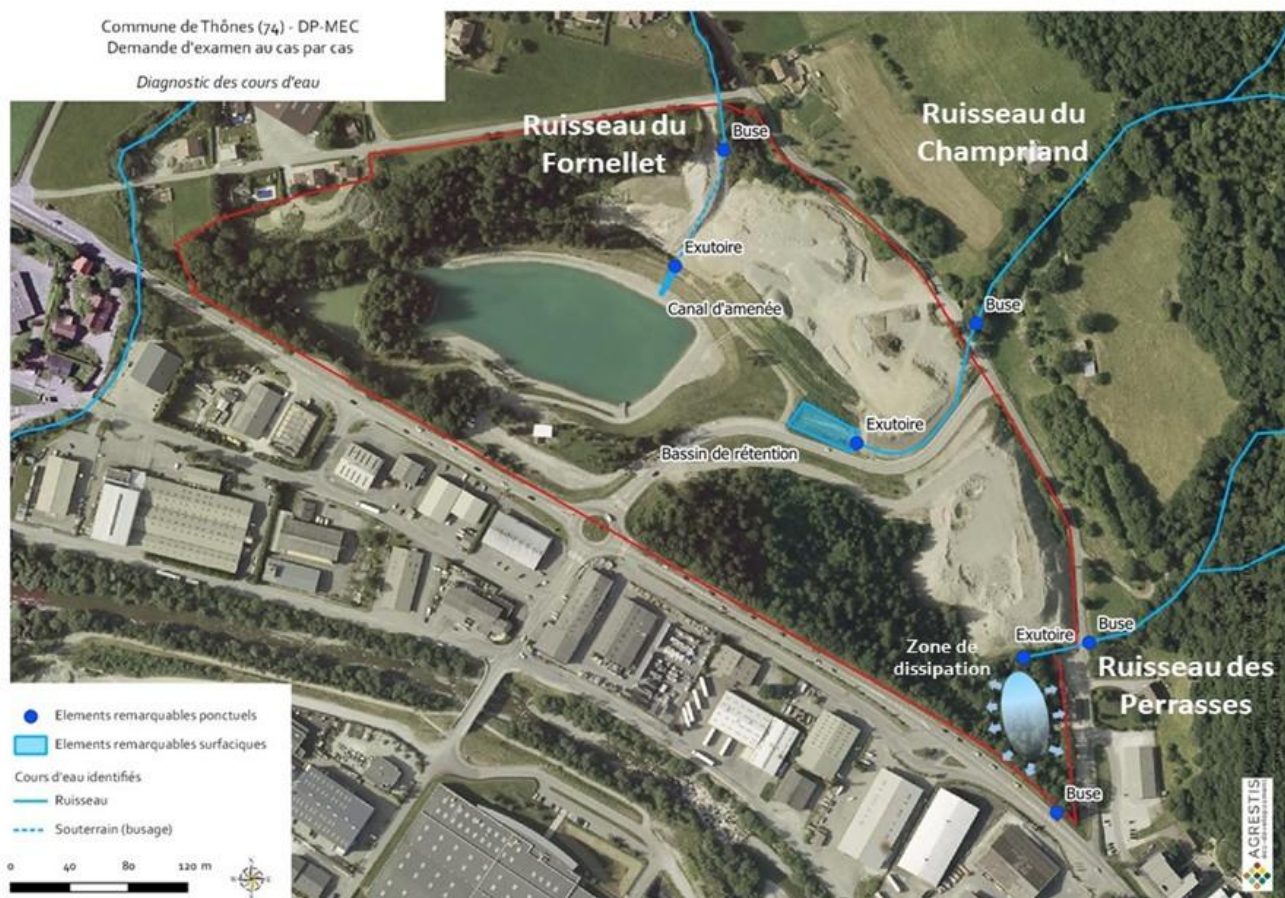 Commune de Thônes (74) - DP-MEC
Demande d'examen au cas par cas
Diagnostic des cours d'eau
Ruisseau du
Fornellet
Buse
Ruisseau du
Champriand
Exutoire
Canal d'amenée
Buse
Exutoire
Bassin de rétention
Zone de
dissipation
Exutoire
Buse
Ruisseau des
Perrasses
Buse
Elements remarquables ponctuels
Elements remarquables surfaciques
Cours d'eau identifiés
Ruisseau
Souterrain (busage)
0 40 80 120 m
AGRESTIS
éco-développement